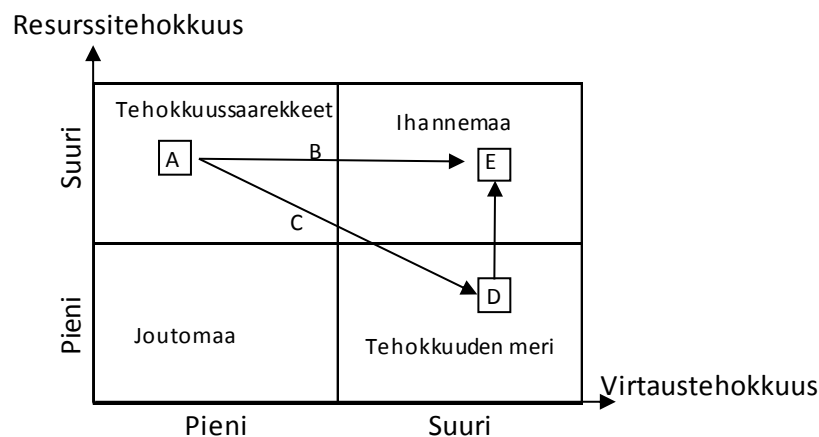 Resurssitehokkuus
Suuri
Tehokkuussaarekkeet
Ihannemaa
A
B
E
C
Pieni
D
Joutomaa
Tehokkuuden meri
Virtaustehokkuus
Pieni
Suuri